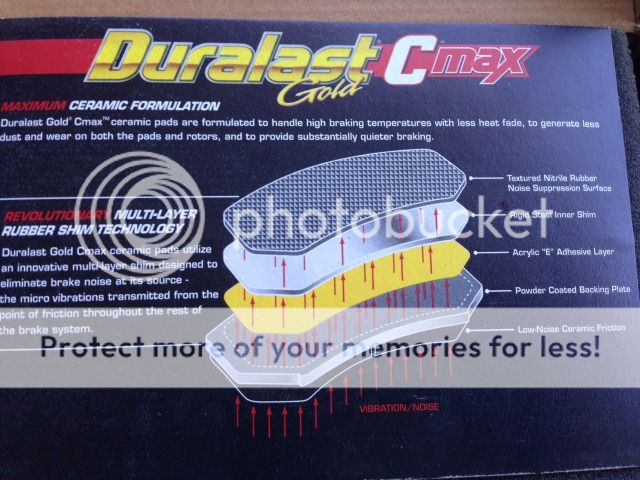 Duralast Cmax
Gold
MAXIMUM CERAMIC FORMULATION
Duralast Gold® Cmax™ ceramic pads are formulated to handle high braking temperatures with less heat fade, to generate less
dust and wear on both the pads and rotors, and to provide substantially quieter braking.
Textured Nitrile Rubber
Noise Suppression Surface
REVOLUTIONARY MULTI-LAYER
RUBBER SHIM TECHNOLOGY
photobucket
Rigid Steel Inner Shim
Duralast Gold Cmax ceramic pads utilize
an innovative multi-layer shim designed to
eliminate brake noise at its source -
the micro vibrations transmitted from the
point of friction throughout the rest of
the brake system.
Acrylic "E" Adhesive Layer
Powder Coated Backing Plate
Low-Noise Ceramic Friction
Protect more of your memories for less!
VIBRATION/NOISE